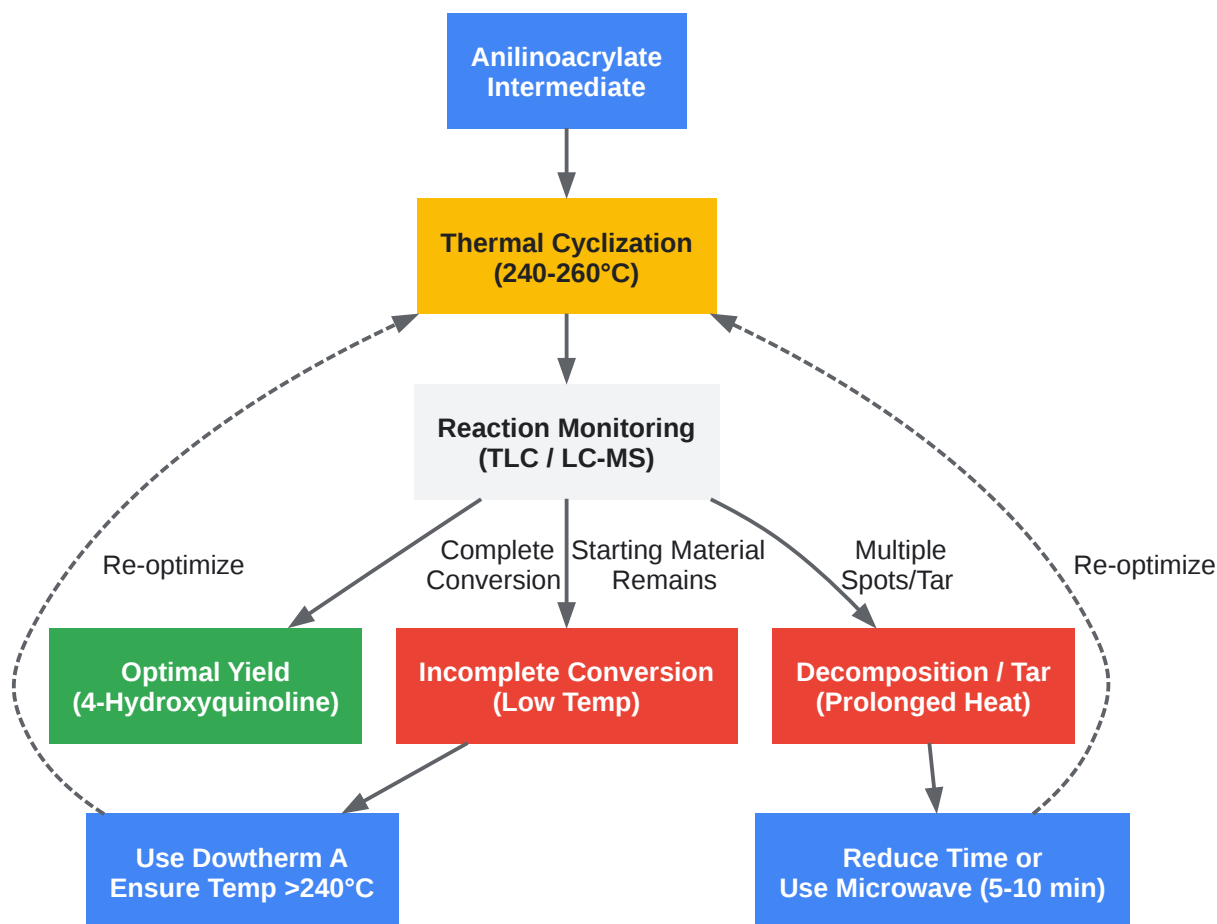 Anilinoacrylate
Intermediate
Thermal Cyclization
(240-260°C)
Reaction Monitoring
(TLC / LC-MS)
Re-optimize
Complete
Conversion
Starting Material
Remains
Multiple
Spots/Tar
Re-optimize
Optimal Yield
(4-Hydroxyquinoline)
Incomplete Conversion
(Low Temp)
Decomposition / Tar
(Prolonged Heat)
Use Dowtherm A
Ensure Temp >240°C
Reduce Time or
Use Microwave (5-10 min)